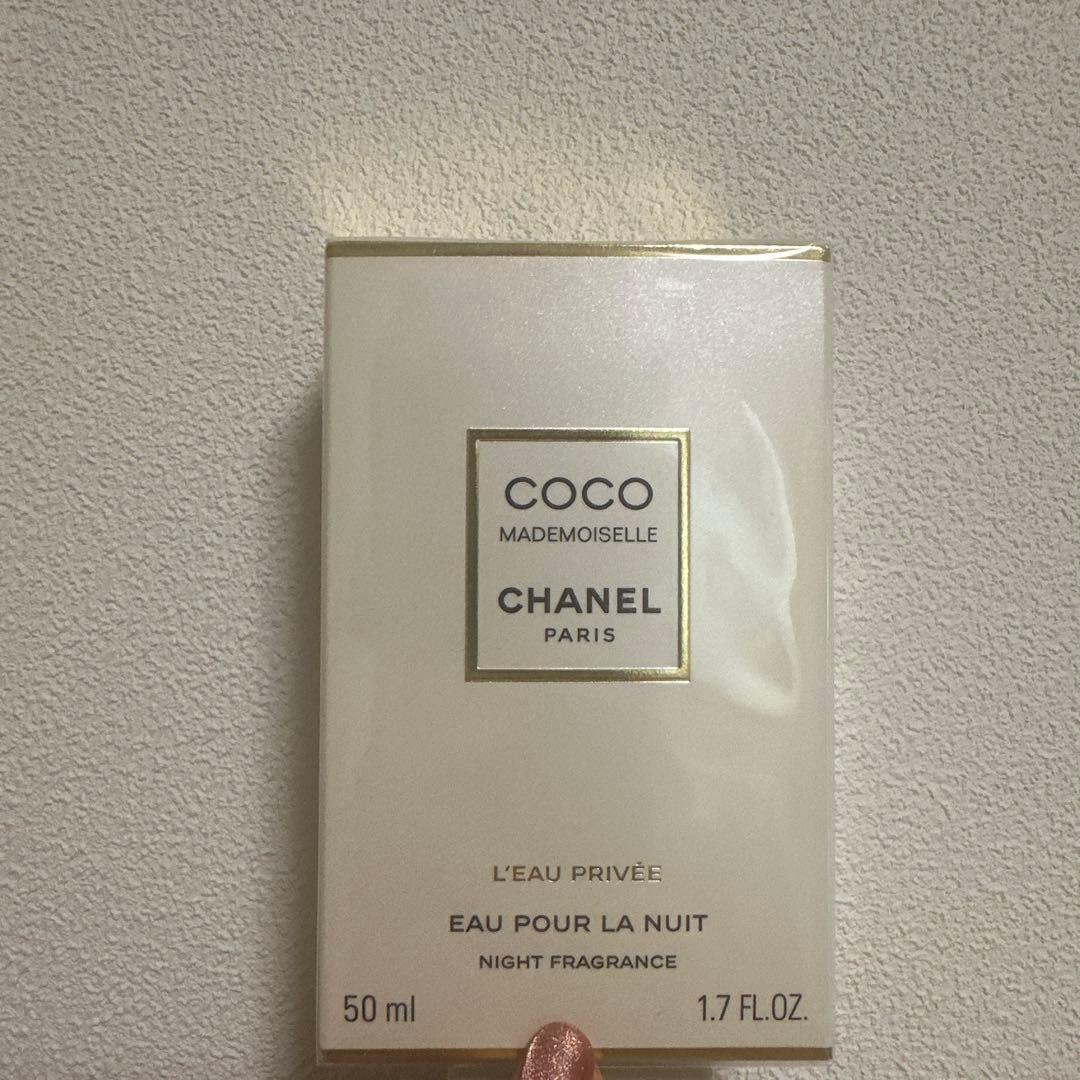 COCO
MADEMOISELLE
CHANEL
PARIS
L'EAU PRIVÉE
EAU POUR LA NUIT
NIGHT FRAGRANCE
50 ml 1.7 FL.OZ.